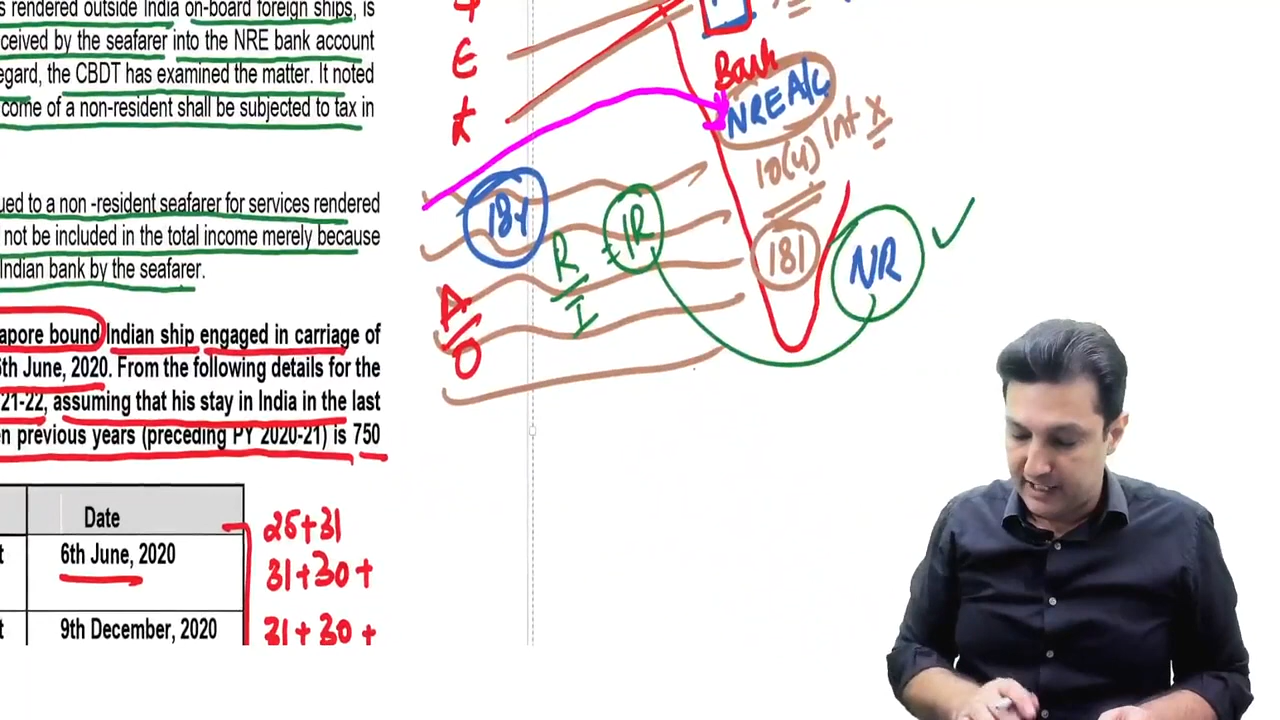 s rendered outside India on-board foreign ships, is
ceived by the seafarer into the NRE bank account
egard, the CBDT has examined the matter. It noted
come of a non-resident shall be subjected to tax in
ued to a non -resident seafarer for services rendered
not be included in the total income merely because
Indian bank by the seafarer.
apore bound Indian ship engaged in carriage of
6th June, 2020. From the following details for the
21-22, assuming that his stay in India in the last
en previous years (preceding PY 2020-21) is 750
Date
t 6th June, 2020
t 9th December, 2020
25+31
31+30+
31+30+
E
Bank
NRE A/C
Int x
10(4)
184
R
I
IR
181
NR
O